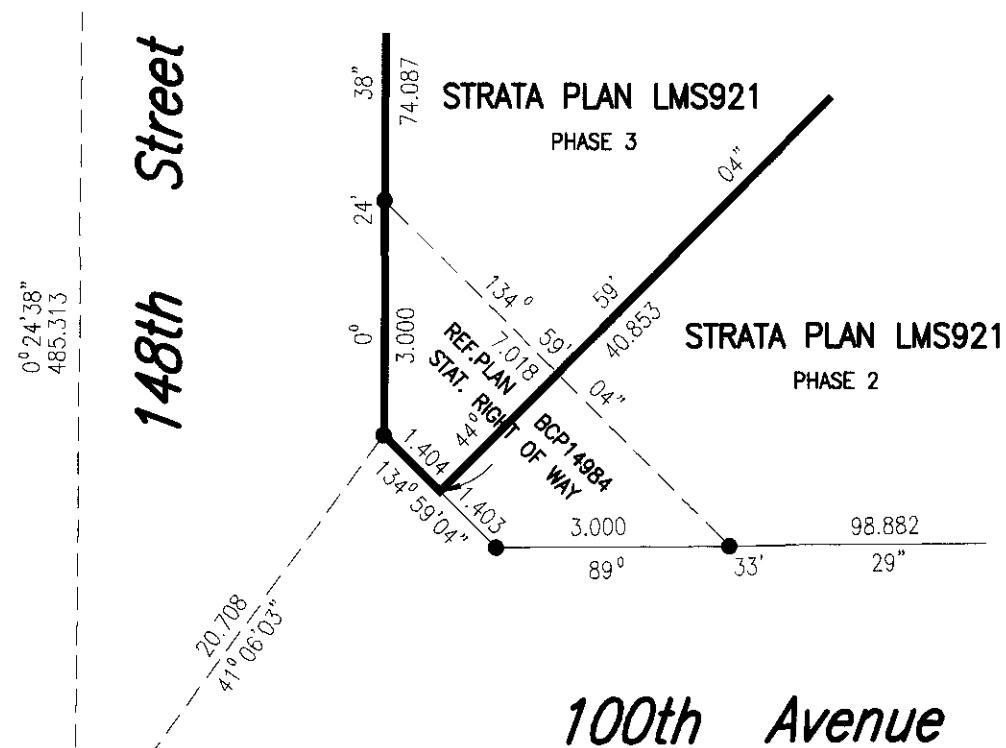 148th Street
0° 24' 38"
485.313
0° 24' 38"
3.000
74.087
STRATA PLAN LMS921
PHASE 3
44° 59' 04"
40.853
STRATA PLAN LMS921
PHASE 2
134° 59' 04"
7.018
REF.PLAN BCP14984
STAT. RIGHT OF WAY
1.404
1.403
134° 59'04"
3.000
98.882
89° 33' 29"
20.708
41° 06'03"
100th Avenue